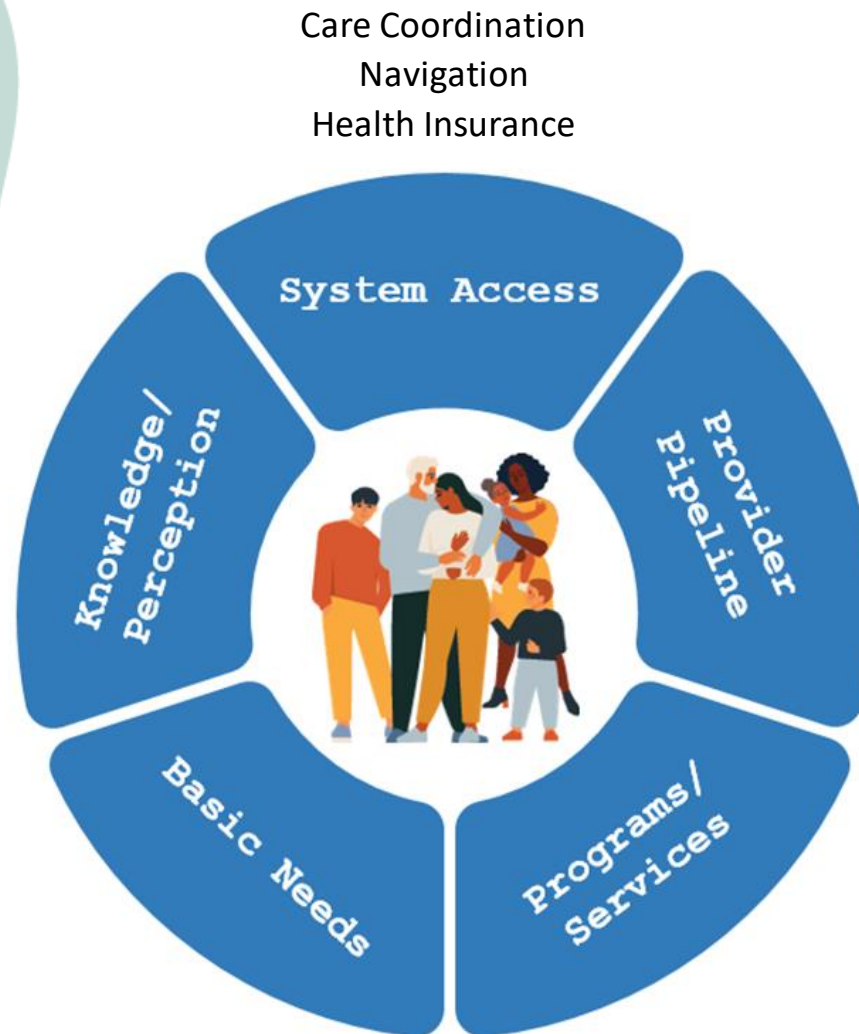 Care Coordination
Navigation
Health Insurance
System Access
Provider
Pipeline
Programs/
Services
Basic Needs
Knowledge/
Perception